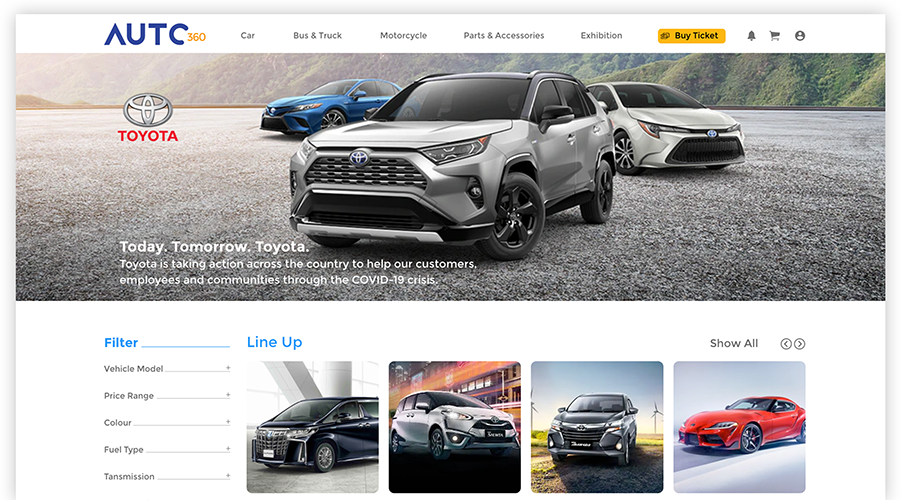 AUTC360
Car
Bus & Truck
Motorcycle
Parts & Accessories
Exhibition
Buy Ticket
TOYOTA
Today. Tomorrow. Toyota.
Toyota is taking action across the country to help our customers,
employees and communities through the COVID-19 crisis.
Filter
Line Up
Show All
Vehicle Model +
Price Range +
Colour +
Fuel Type +
Tansmission +